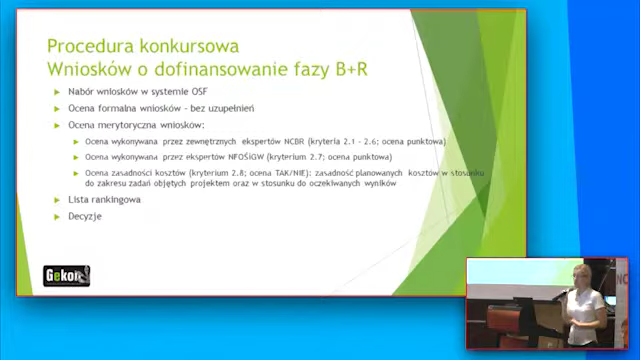 Procedura konkursowa
Wniosków o dofinansowanie fazy B+R
Nabór wniosków w systemie OSF
Ocena formalna wniosków – bez uzupełnień
Ocena merytoryczna wniosków:
Ocena wykonywana przez zewnętrznych ekspertów NCBR (kryteria 2.1 - 2.6; ocena punktowa)
Ocena wykonywana przez ekspertów NFOŚiGW (kryterium 2.7; ocena punktowa)
Ocena zasadności kosztów (kryterium 2.8; ocena TAK/NIE): zasadność planowanych kosztów w stosunku
do zakresu zadań objętych projektem oraz w stosunku do oczekiwanych wyników
Lista rankingowa
Decyzje
Gekon